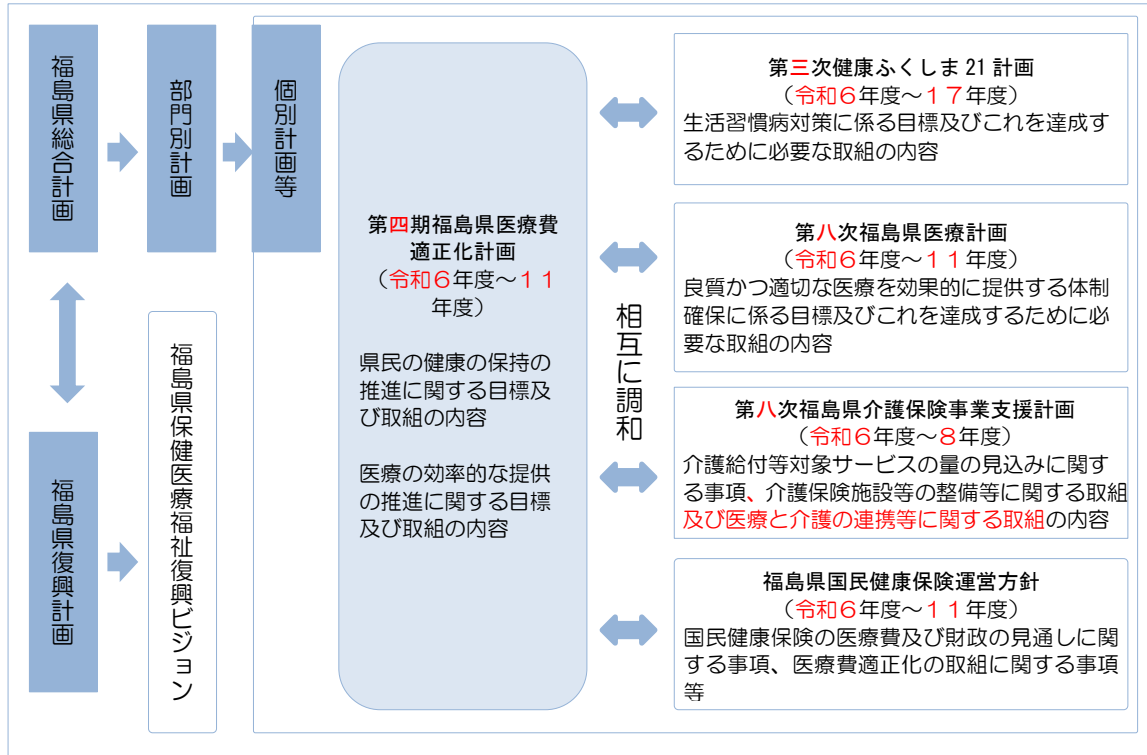 福島県総合計画
部門別計画
個別計画等
福島県復興計画
福島県保健医療福祉復興ビジョン
第四期福島県医療費
適正化計画
(令和6年度～11
年度)
県民の健康の保持の
推進に関する目標及
び取組の内容
医療の効率的な提供
の推進に関する目標
及び取組の内容
相互に調和
第三次健康ふくしま21計画
(令和6年度～17年度)
生活習慣病対策に係る目標及びこれを達成す
るために必要な取組の内容
第八次福島県医療計画
(令和6年度～11年度)
良質かつ適切な医療を効果的に提供する体制
確保に係る目標及びこれを達成するために必
要な取組の内容
第八次福島県介護保険事業支援計画
(令和6年度～8年度)
介護給付等対象サービスの量の見込みに関す
る事項、介護保険施設等の整備等に関する取組
及び医療と介護の連携等に関する取組の内容
福島県国民健康保険運営方針
(令和6年度～11年度)
国民健康保険の医療費及び財政の見通しに関
する事項、医療費適正化の取組に関する事項
等